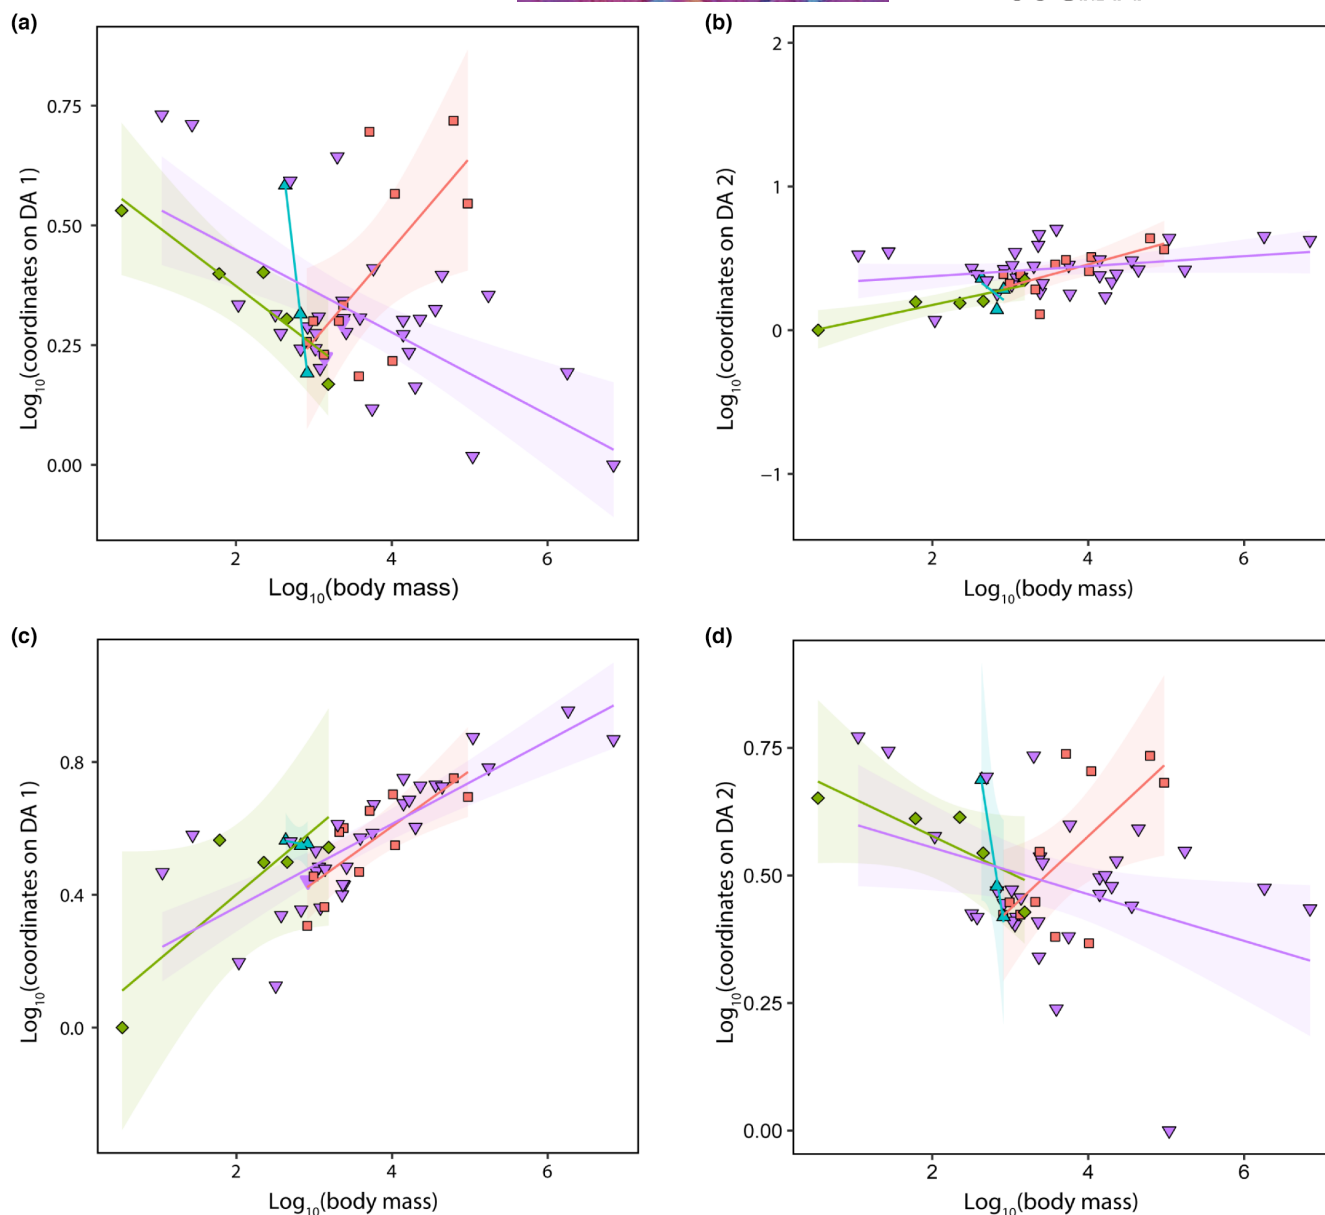 (a)
(b)
0.75
0.50
0.25
0.00
Log10(coordinates on DA 1)
2
4
6
Log10(body mass)
2
1
0
−1
Log10(coordinates on DA 2)
2
4
6
Log10(body mass)
(c)
(d)
0.8
0.4
0.0
Log10(coordinates on DA 1)
2
4
6
Log10(body mass)
0.75
0.50
0.25
0.00
Log10(coordinates on DA 2)
2
4
6
Log10(body mass)